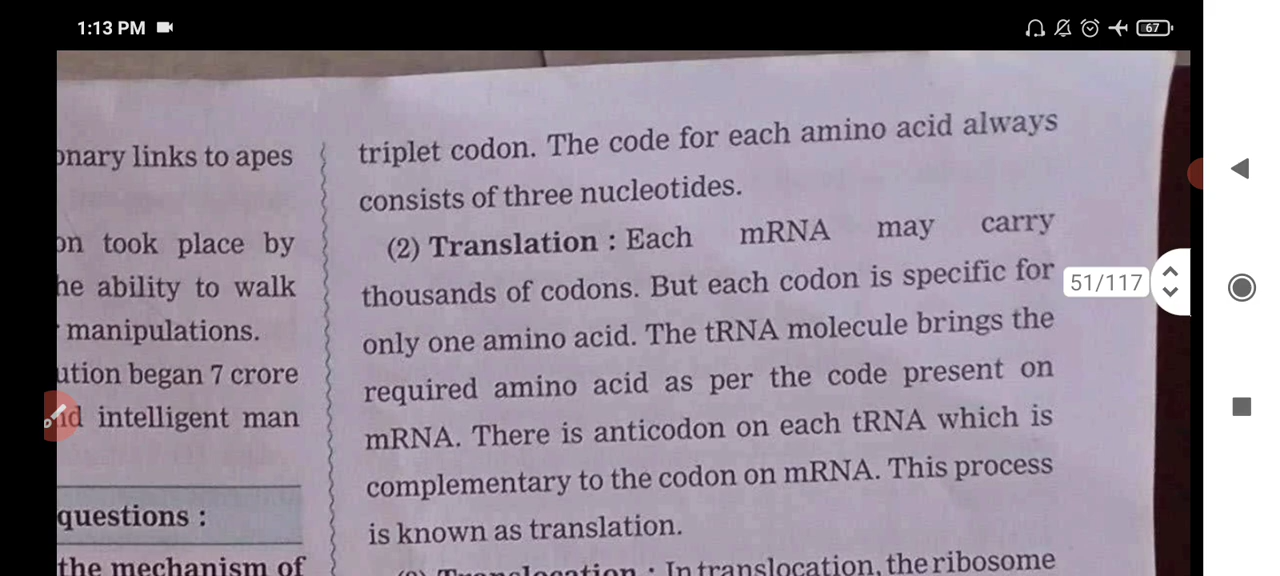 1:13 PM
67
onary links to apes
on took place by
he ability to walk
manipulations.
ution began 7 crore
nd intelligent man
questions :
the mechanism of
triplet codon. The code for each amino acid always
consists of three nucleotides.
(2) Translation : Each mRNA may carry
thousands of codons. But each codon is specific for
only one amino acid. The tRNA molecule brings the
required amino acid as per the code present on
mRNA. There is anticodon on each tRNA which is
complementary to the codon on mRNA. This process
is known as translation.
Translocation : In translocation, the ribosome
51/117